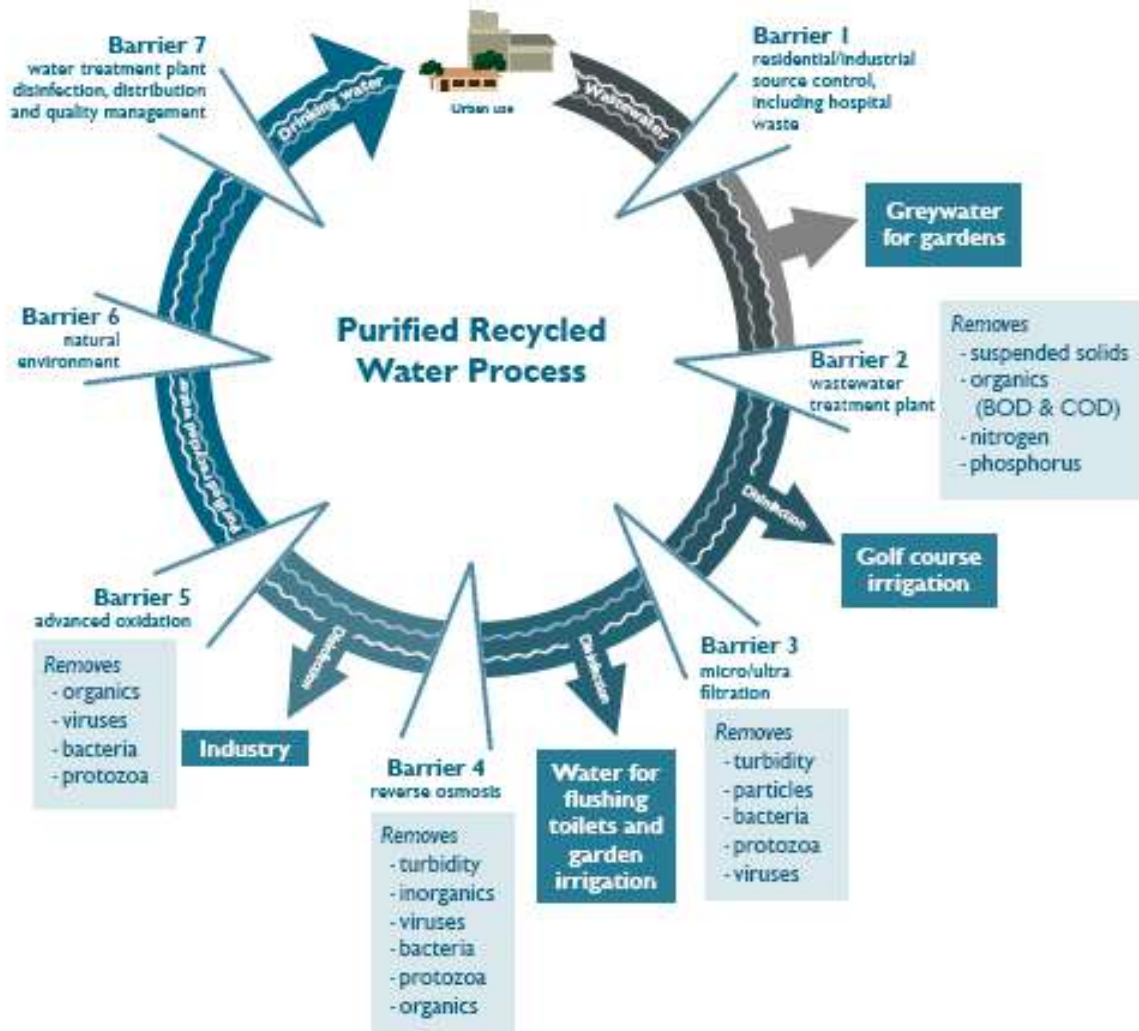 Barrier 7
water treatment plant
disinfection, distribution
and quality management
Drinking water
Urban use
Wastewater
Barrier 1
residential/industrial
source control,
including hospital
waste
Greywater
for gardens
Purified Recycled
Water Process
Barrier 6
natural
environment
Barrier 2
wastewater
treatment plant
Removes
- suspended solids
- organics
(BOD & COD)
- nitrogen
- phosphorus
Purified recycled water
Disinfection
Golf course
irrigation
Barrier 5
advanced oxidation
Removes
- organics
- viruses
- bacteria
- protozoa
Disinfection
Industry
Barrier 4
reverse osmosis
Removes
- turbidity
- inorganics
- viruses
- bacteria
- protozoa
- organics
Disinfection
Water for
flushing
toilets and
garden
irrigation
Barrier 3
micro/ultra
filtration
Removes
- turbidity
- particles
- bacteria
- protozoa
- viruses